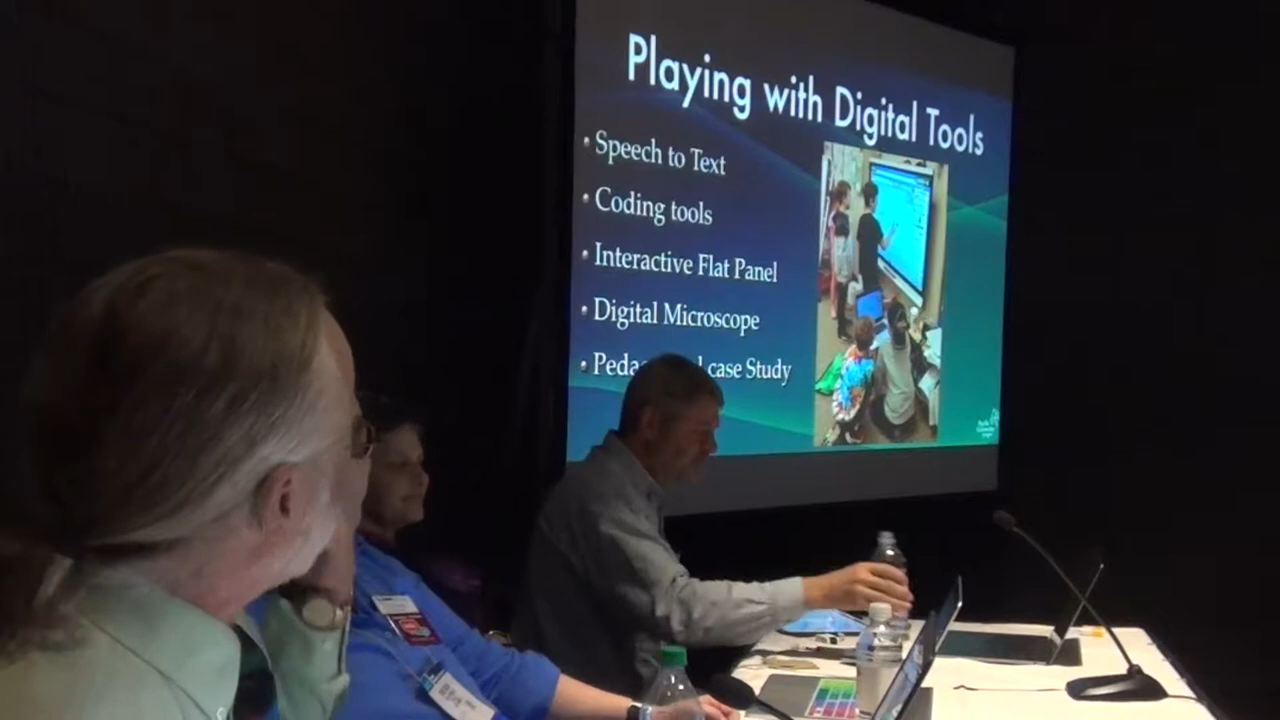 Playing with Digital Tools
• Speech to Text
• Coding tools
• Interactive Flat Panel
• Digital Microscope
• case Study